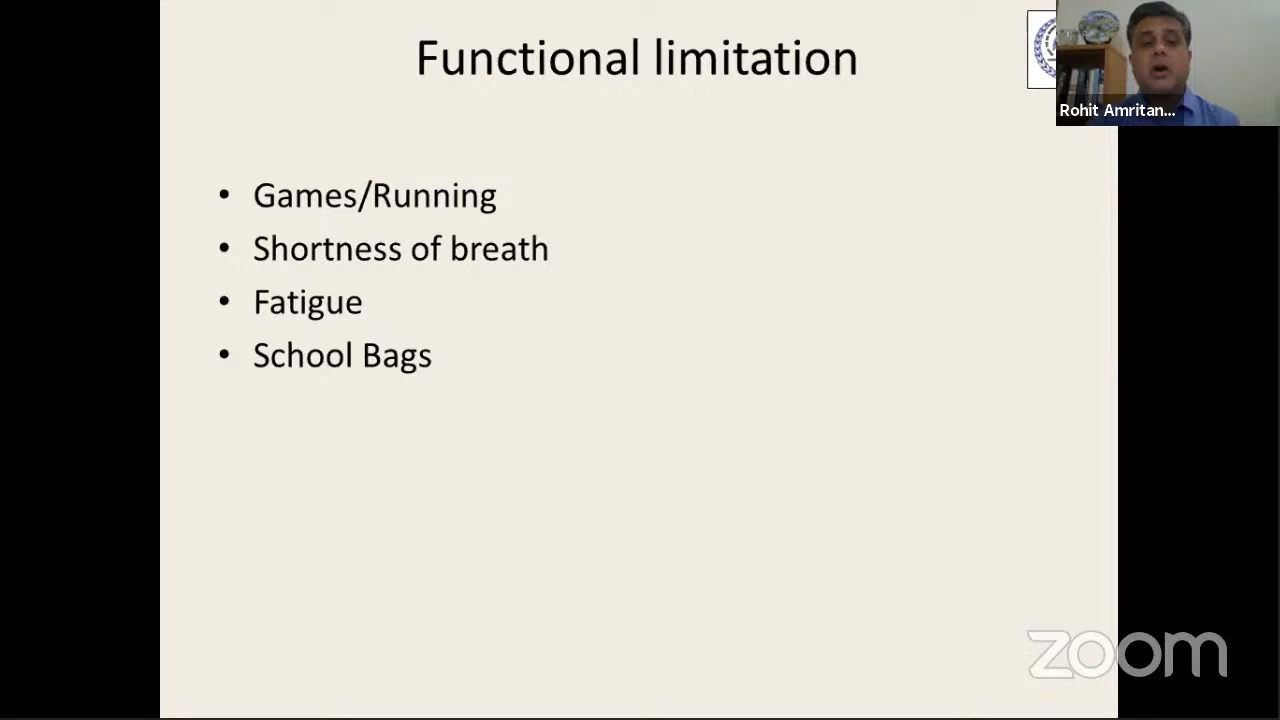 Functional limitation
Rohit Amritan...
• Games/Running
• Shortness of breath
• Fatigue
• School Bags
zoom